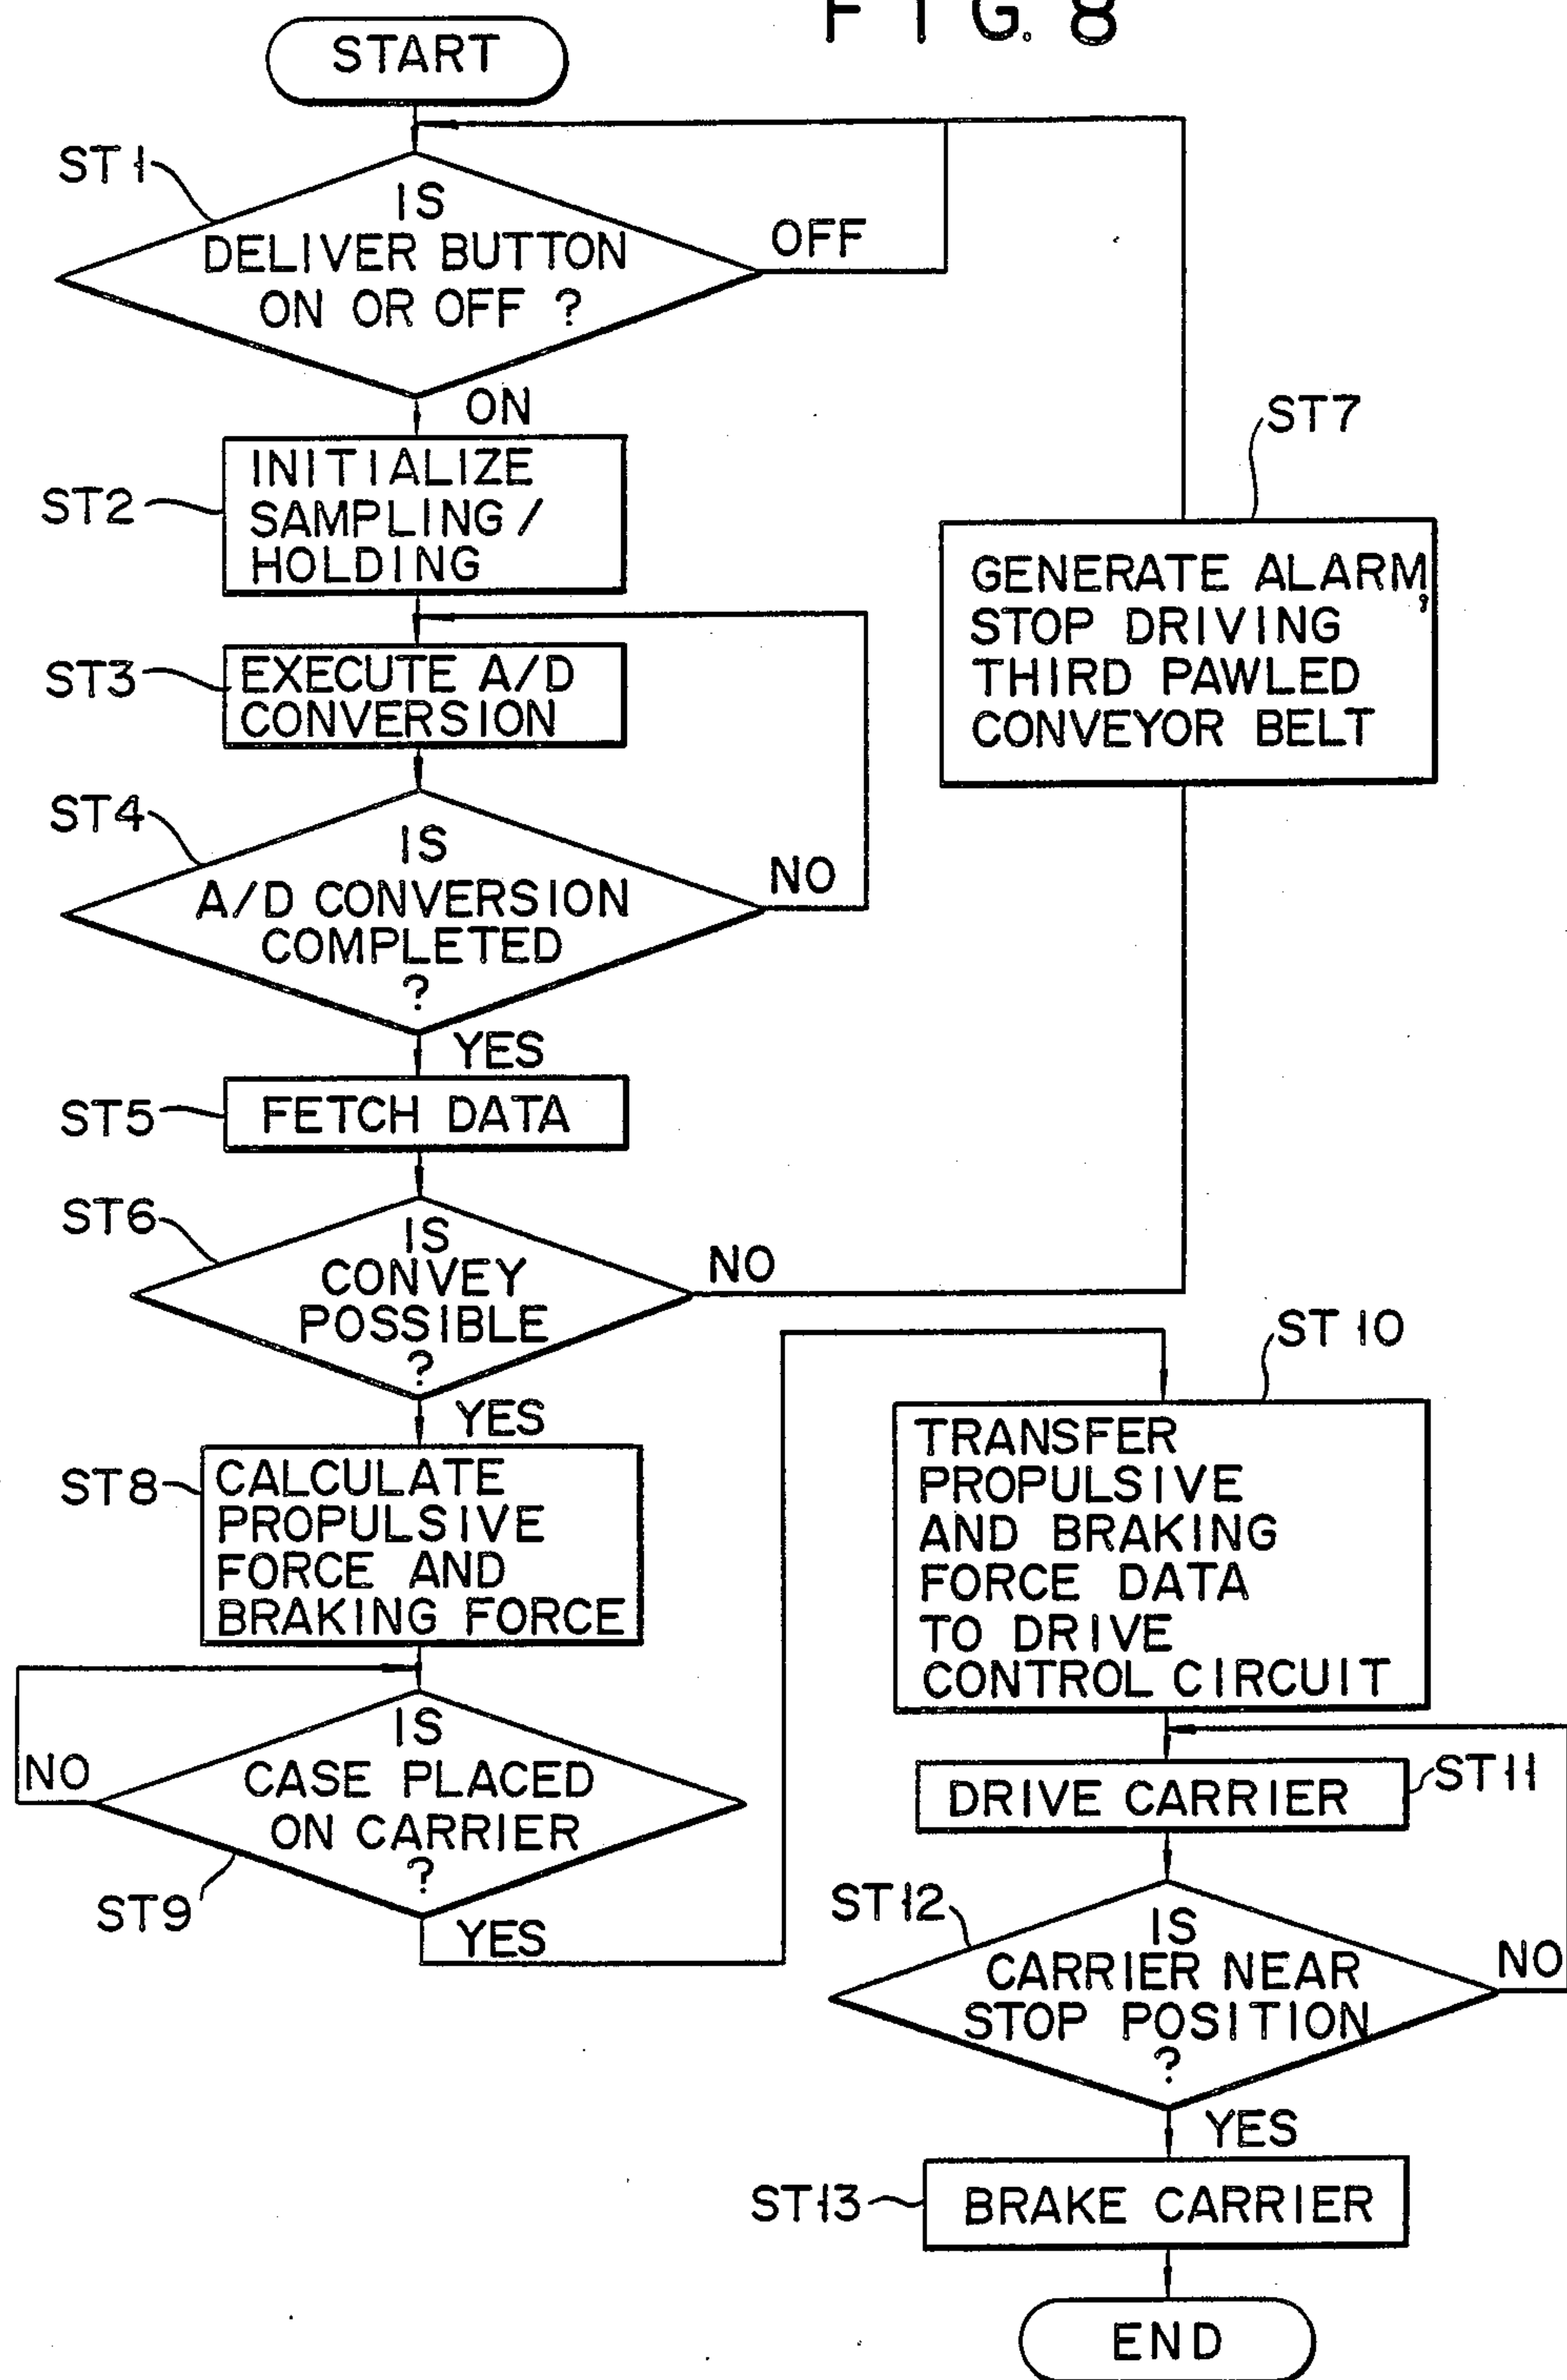 FIG. 8
START
ST1
IS
DELIVER BUTTON
ON OR OFF ?
OFF
ON
ST2
INITIALIZE
SAMPLING/
HOLDING
ST3
EXECUTE A/D
CONVERSION
ST4
IS
A/D CONVERSION
COMPLETED
?
NO
YES
ST5
FETCH DATA
ST6
IS
CONVEY
POSSIBLE
?
NO
YES
ST7
GENERATE ALARM,
STOP DRIVING
THIRD PAWLED
CONVEYOR BELT
ST8
CALCULATE
PROPULSIVE
FORCE AND
BRAKING FORCE
NO
IS
CASE PLACED
ON CARRIER
?
ST9
YES
ST10
TRANSFER
PROPULSIVE
AND BRAKING
FORCE DATA
TO DRIVE
CONTROL CIRCUIT
DRIVE CARRIER
ST11
ST12
IS
CARRIER NEAR
STOP POSITION
?
NO
YES
ST13
BRAKE CARRIER
END